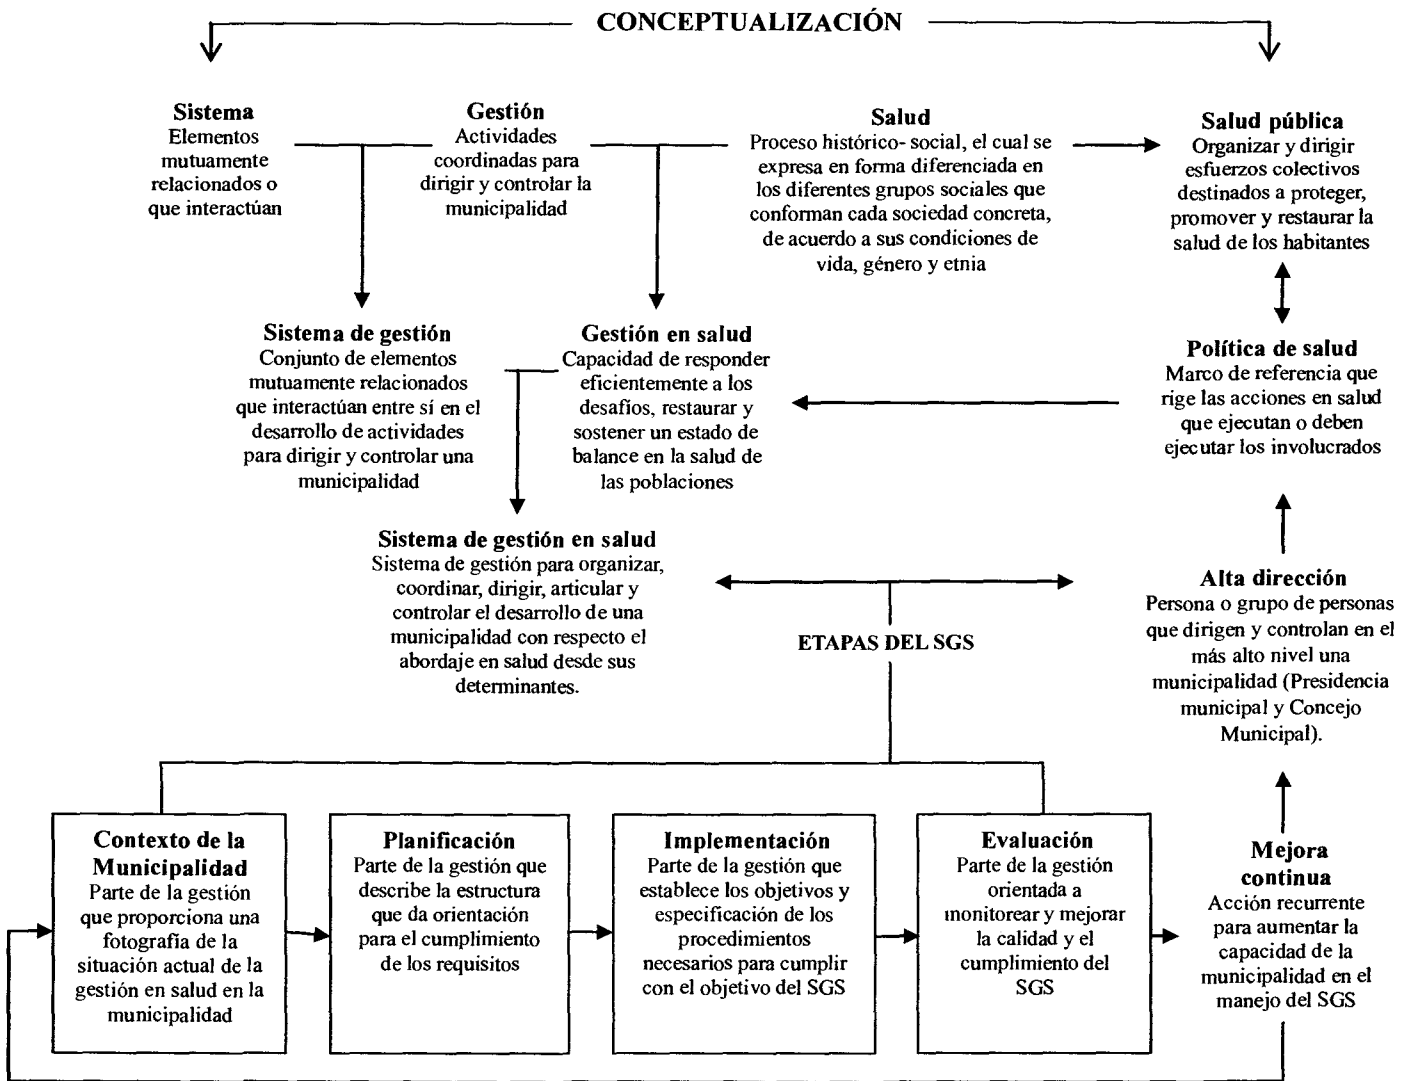 CONCEPTUALIZACIÓN
Sistema
Elementos
mutuamente
relacionados o
que interactúan
Gestión
Actividades
coordinadas para
dirigir y controlar la
municipalidad
Salud
Proceso histórico- social, el cual se
expresa en forma diferenciada en
los diferentes grupos sociales que
conforman cada sociedad concreta,
de acuerdo a sus condiciones de
vida, género y etnia
Salud pública
Organizar y dirigir
esfuerzos colectivos
destinados a proteger,
promover y restaurar la
salud de los habitantes
Sistema de gestión
Conjunto de elementos
mutuamente relacionados
que interactúan entre sí en el
desarrollo de actividades
para dirigir y controlar una
municipalidad
Gestión en salud
Capacidad de responder
eficientemente a los
desafíos, restaurar y
sostener un estado de
balance en la salud de
las poblaciones
Política de salud
Marco de referencia que
rige las acciones en salud
que ejecutan o deben
ejecutar los involucrados
Sistema de gestión en salud
Sistema de gestión para organizar,
coordinar, dirigir, articular y
controlar el desarrollo de una
municipalidad con respecto el
abordaje en salud desde sus
determinantes.
ETAPAS DEL SGS
Alta dirección
Persona o grupo de personas
que dirigen y controlan en el
más alto nivel una
municipalidad (Presidencia
municipal y Concejo
Municipal).
Contexto de la
Municipalidad
Parte de la gestión
que proporciona una
fotografía de la
situación actual de la
gestión en salud en la
municipalidad
Planificación
Parte de la gestión que
describe la estructura
que da orientación
para el cumplimiento
de los requisitos
Implementación
Parte de la gestión que
establece los objetivos y
especificación de los
procedimientos
necesarios para cumplir
con el objetivo del SGS
Evaluación
Parte de la gestión
orientada a
monitorear y mejorar
la calidad y el
cumplimiento del
SGS
Mejora
continua
Acción recurrente
para aumentar la
capacidad de la
municipalidad en el
manejo del SGS